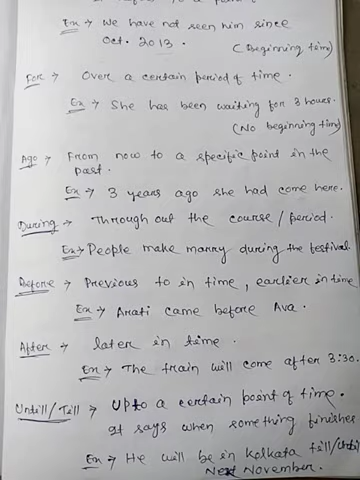 Ex → We have not seen him since
Oct. 2013. (Beginning time)
For → Over a certain period of time.
Ex → She has been waiting for 3 hours.
(No beginning time)
Ago → From now to a specific point in the
past.
Ex → 3 years ago she had come here.
During → Through out the course/period.
Ex → People make marry during the festival
Before → Previous to in time, earlier in time
Ex → Arati came before Ava.
After → later in time.
Ex → The train will come after 3:30.
Untill/Till → Upto a certain point of time.
It says when something finishes
Ex → He will be in Kolkata till/Until
Next November.